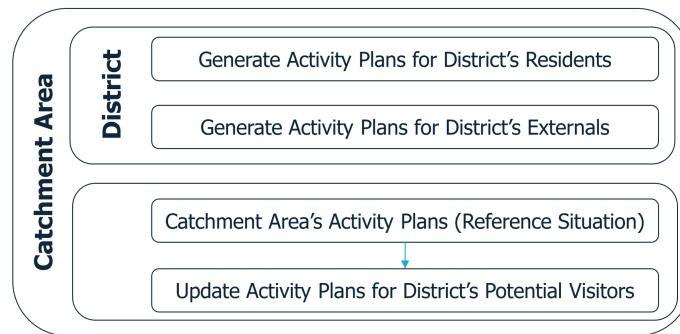 Catchment Area
District
Generate Activity Plans for District’s Residents
Generate Activity Plans for District’s Externals
Catchment Area’s Activity Plans (Reference Situation)
Update Activity Plans for District’s Potential Visitors